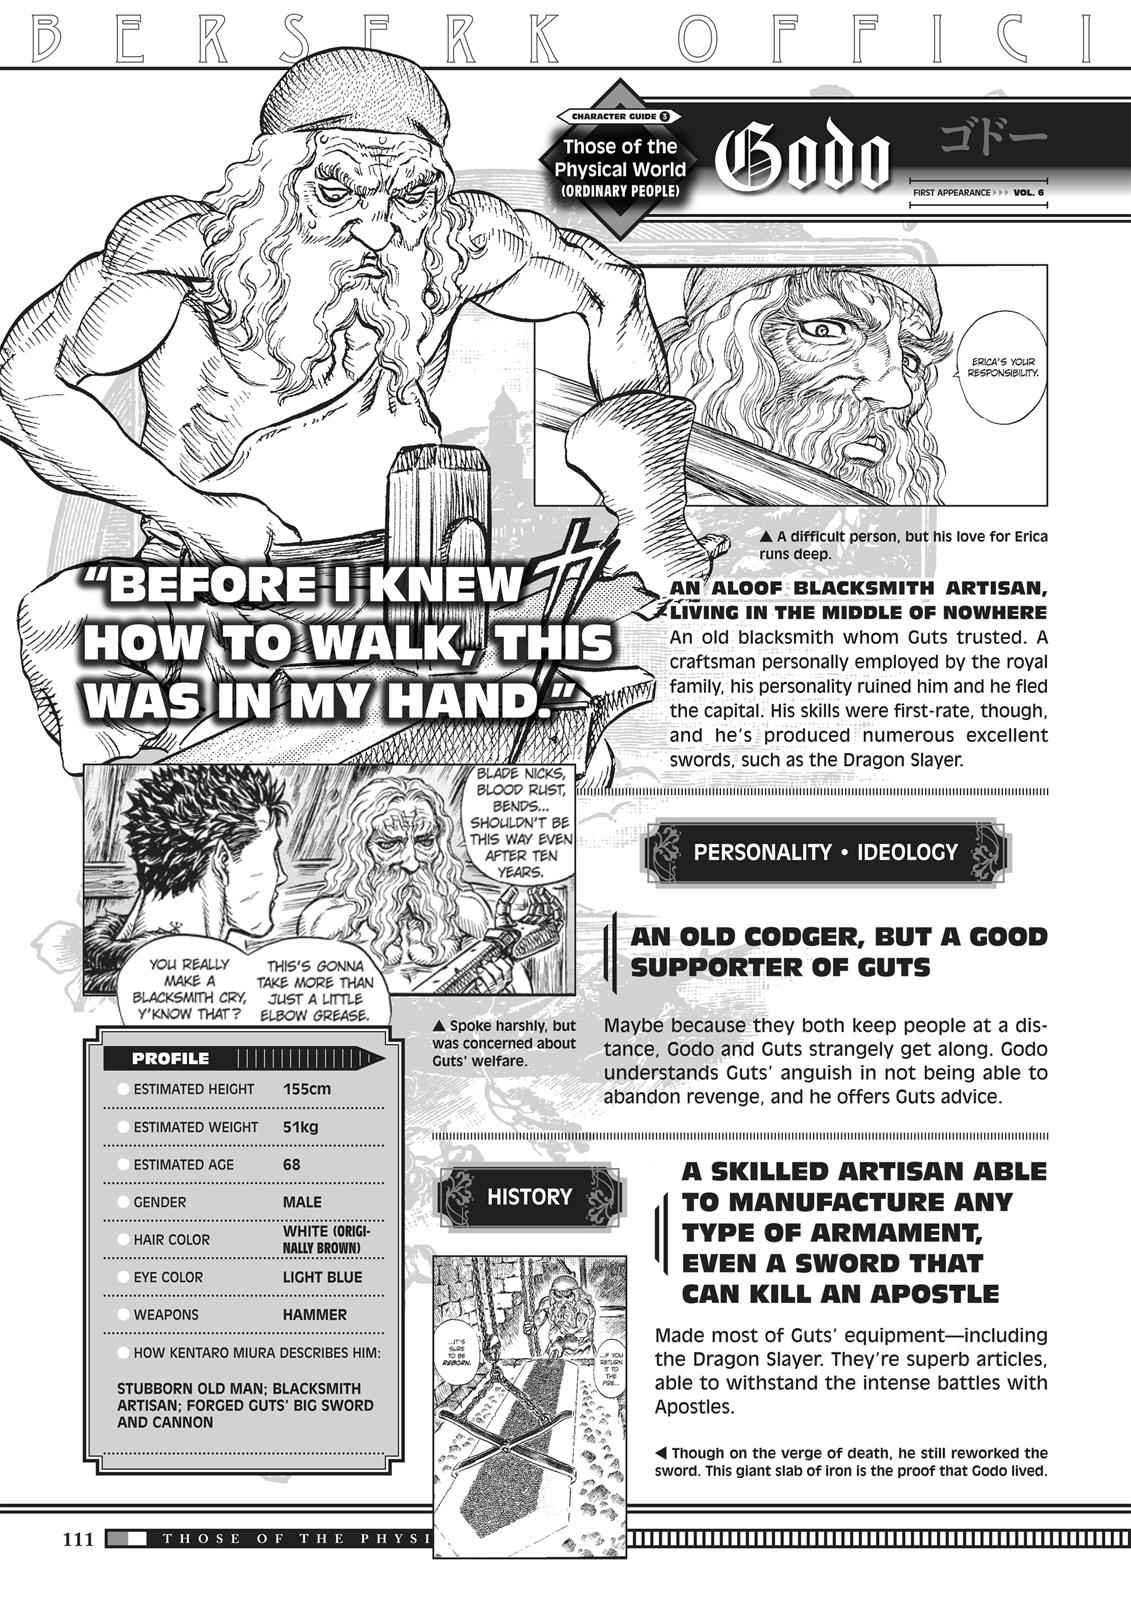 BERSERK OFFICI
CHARACTER GUIDE 3
Those of the
Physical World
(ORDINARY PEOPLE)
Godo
ゴドー
FIRST APPEARANCE ▷▷▷ VOL. 6
ERICA'S YOUR
RESPONSIBILITY.
▲ A difficult person, but his love for Erica
runs deep.
"BEFORE I KNEW
HOW TO WALK, THIS
WAS IN MY HAND."
AN ALOOF BLACKSMITH ARTISAN,
LIVING IN THE MIDDLE OF NOWHERE
An old blacksmith whom Guts trusted. A
craftsman personally employed by the royal
family, his personality ruined him and he fled
the capital. His skills were first-rate, though,
and he's produced numerous excellent
swords, such as the Dragon Slayer.
BLADE NICKS,
BLOOD RUST,
BENDS...
SHOULDN'T BE
THIS WAY EVEN
AFTER TEN
YEARS.
YOU REALLY
MAKE A
BLACKSMITH CRY,
Y'KNOW THAT?
THIS'S GONNA
TAKE MORE THAN
JUST A LITTLE
ELBOW GREASE.
▲ Spoke harshly, but
was concerned about
Guts' welfare.
PERSONALITY • IDEOLOGY
AN OLD CODGER, BUT A GOOD
SUPPORTER OF GUTS
Maybe because they both keep people at a dis-
tance, Godo and Guts strangely get along. Godo
understands Guts' anguish in not being able to
abandon revenge, and he offers Guts advice.
PROFILE
ESTIMATED HEIGHT 155cm
ESTIMATED WEIGHT 51kg
ESTIMATED AGE 68
GENDER MALE
HAIR COLOR WHITE (ORIGI-
NALLY BROWN)
EYE COLOR LIGHT BLUE
WEAPONS HAMMER
HOW KENTARO MIURA DESCRIBES HIM:
STUBBORN OLD MAN; BLACKSMITH
ARTISAN; FORGED GUTS' BIG SWORD
AND CANNON
HISTORY
A SKILLED ARTISAN ABLE
TO MANUFACTURE ANY
TYPE OF ARMAMENT,
EVEN A SWORD THAT
CAN KILL AN APOSTLE
Made most of Guts' equipment—including
the Dragon Slayer. They're superb articles,
able to withstand the intense battles with
Apostles.
...IF YOU
RETURN
IT TO
THE
FIRE...
...IT'S
SURE
TO BE
REBORN.
◀ Though on the verge of death, he still reworked the
sword. This giant slab of iron is the proof that Godo lived.
111
THOSE OF THE PHYSI